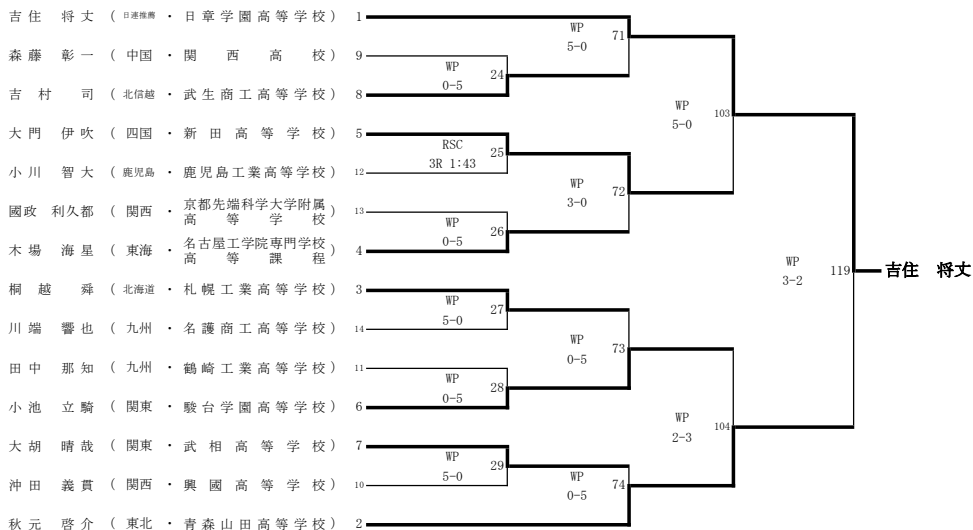 吉住 将丈 ( 日連推薦 ・ 日章学園高等学校 ) 1
森藤 彰一 ( 中国 ・ 関西高校 ) 9
吉村 司 ( 北信越 ・ 武生商工高等学校 ) 8
大門 伊吹 ( 四国 ・ 新田高等学校 ) 5
小川 智大 ( 鹿児島 ・ 鹿児島工業高等学校 ) 12
國政 利久都 ( 関西 ・ 京都先端科学大学附属高等学校 ) 13
木場 海星 ( 東海 ・ 名古屋工学院専門学校高等課程 ) 4
桐越 舜 ( 北海道 ・ 札幌工業高等学校 ) 3
川端 響也 ( 九州 ・ 名護商工高等学校 ) 14
田中 那知 ( 九州 ・ 鶴崎工業高等学校 ) 11
小池 立騎 ( 関東 ・ 駿台学園高等学校 ) 6
大胡 晴哉 ( 関東 ・ 武相高等学校 ) 7
沖田 義貫 ( 関西 ・ 興國高等学校 ) 10
秋元 啓介 ( 東北 ・ 青森山田高等学校 ) 2
WP
0-5
24
RSC
3R 1:43
25
WP
0-5
26
WP
5-0
27
WP
0-5
28
WP
5-0
29
WP
5-0
71
WP
3-0
72
WP
0-5
73
WP
0-5
74
WP
5-0
103
WP
2-3
104
WP
3-2
119
吉住 将丈